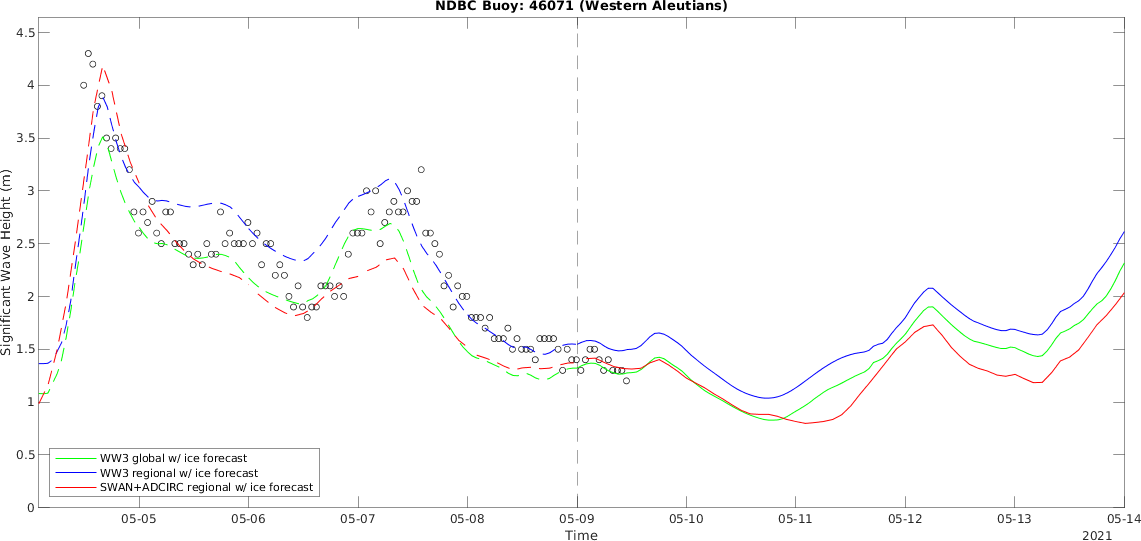 NDBC Buoy: 46071 (Western Aleutians)
Significant Wave Height (m)
4.5
4
3.5
3
2.5
2
1.5
1
0.5
0
WW3 global w/ ice forecast
WW3 regional w/ ice forecast
SWAN+ADCIRC regional w/ ice forecast
05-05 05-06 05-07 05-08 05-09 05-10 05-11 05-12 05-13 05-14
Time
2021